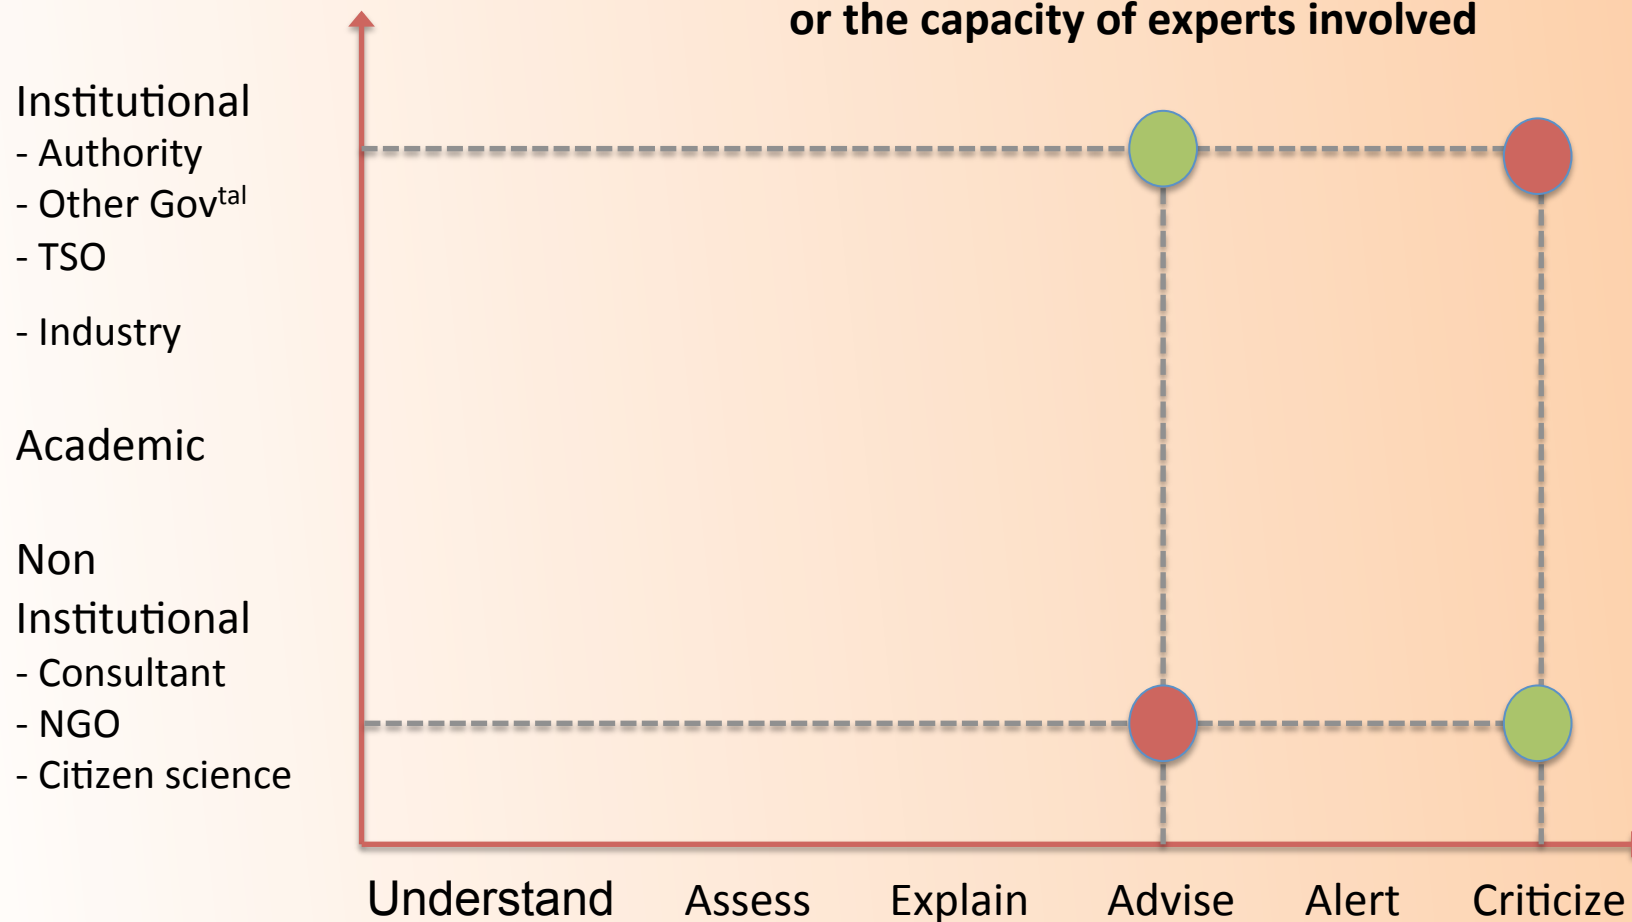 or the capacity of experts involved
Institutional
- Authority
- Other Govtal
- TSO
- Industry
Academic
Non
Institutional
- Consultant
- NGO
- Citizen science
Understand Assess Explain Advise Alert Criticize